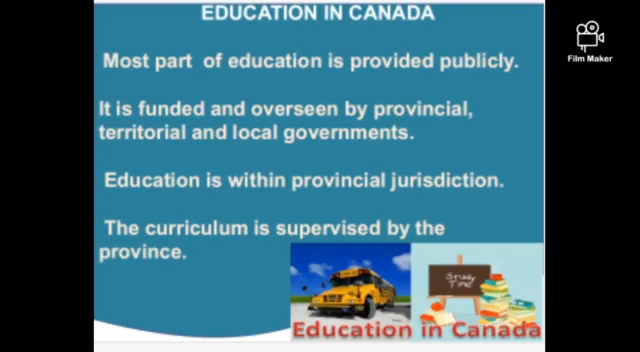 EDUCATION IN CANADA
Most part of education is provided publicly.
It is funded and overseen by provincial,
territorial and local governments.
Education is within provincial jurisdiction.
The curriculum is supervised by the
province.
Study
Time
Education in Canada
Film Maker